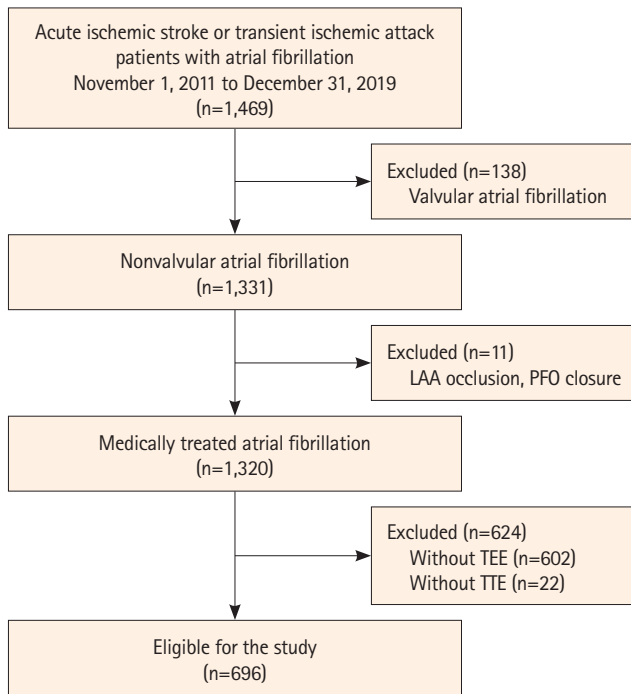 Acute ischemic stroke or transient ischemic attack
patients with atrial fibrillation
November 1, 2011 to December 31, 2019
(n=1,469)
Excluded (n=138)
Valvular atrial fibrillation
Nonvalvular atrial fibrillation
(n=1,331)
Excluded (n=11)
LAA occlusion, PFO closure
Medically treated atrial fibrillation
(n=1,320)
Excluded (n=624)
Without TEE (n=602)
Without TTE (n=22)
Eligible for the study
(n=696)